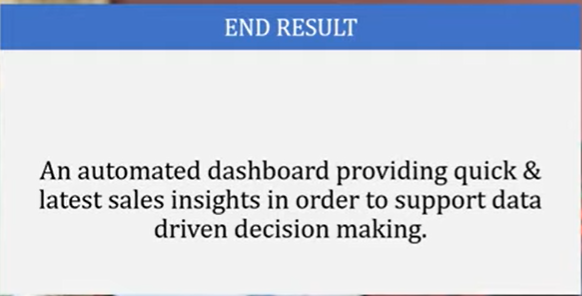 END RESULT
An automated dashboard providing quick &
latest sales insights in order to support data
driven decision making.